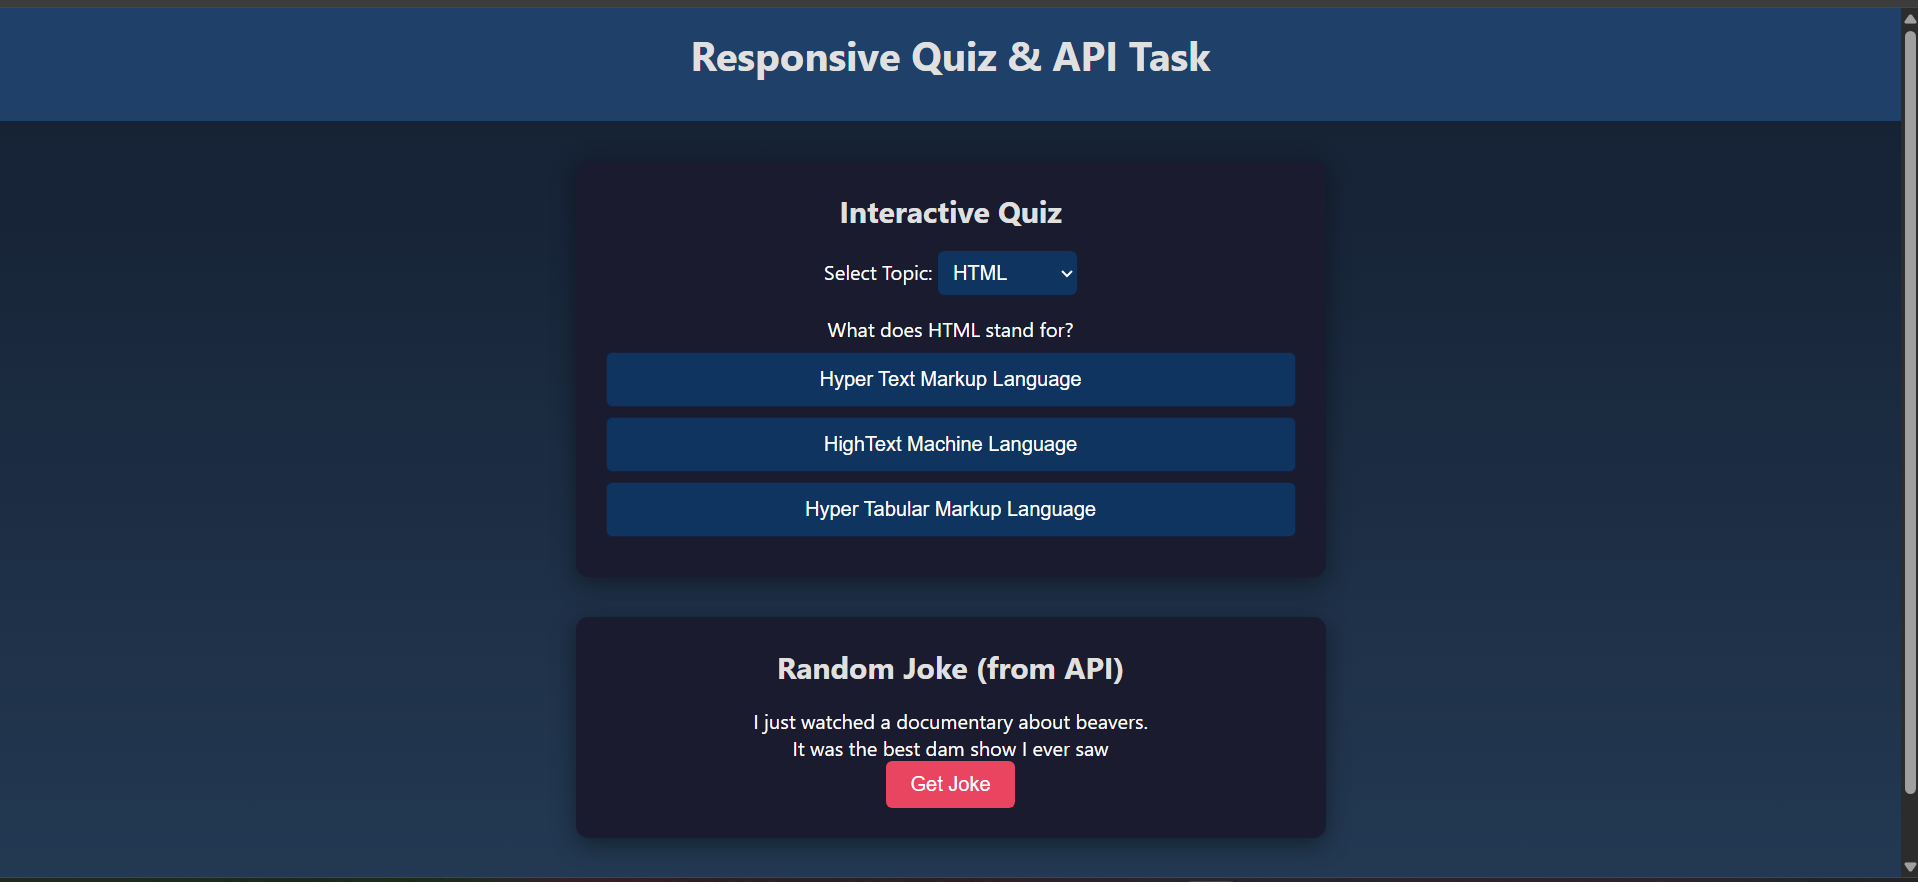 Responsive Quiz & API Task
Interactive Quiz
Select Topic: HTML
What does HTML stand for?
Hyper Text Markup Language
HighText Machine Language
Hyper Tabular Markup Language
Random Joke (from API)
I just watched a documentary about beavers.
It was the best dam show I ever saw
Get Joke